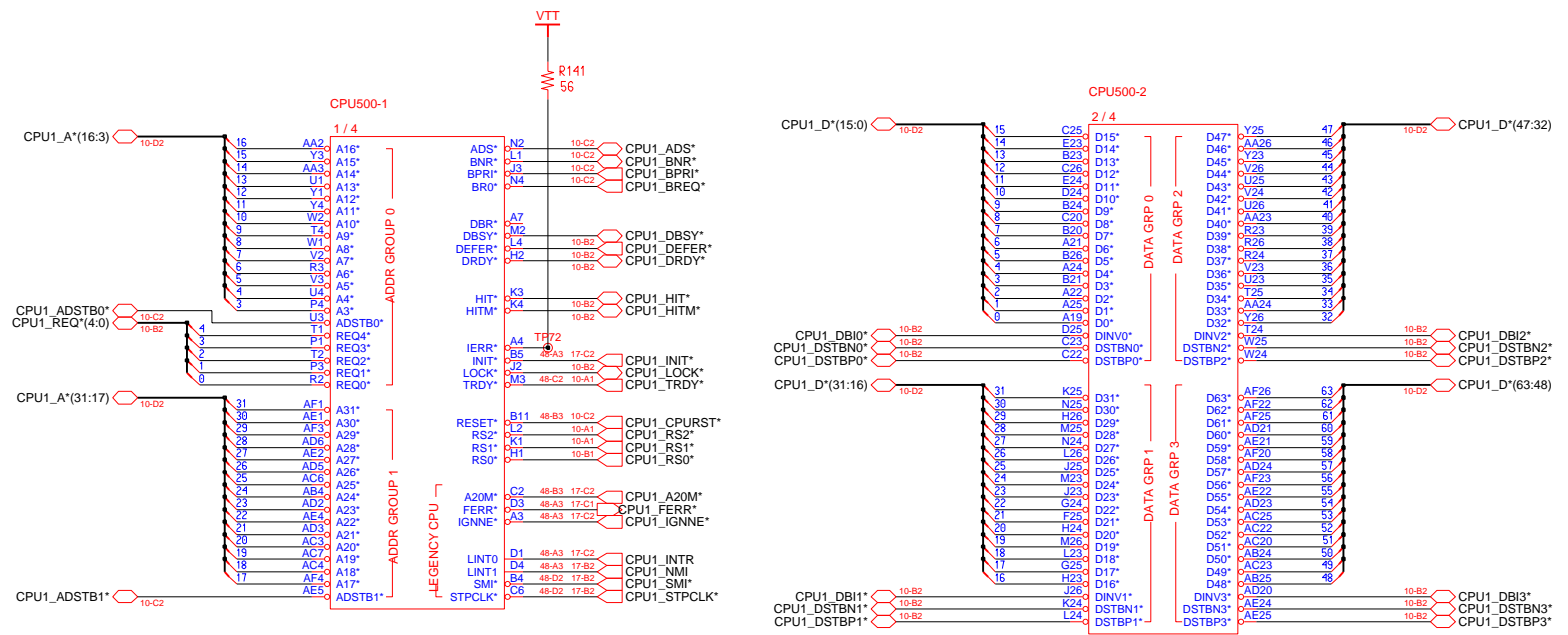 VTT
R141
56
CPU500-1
1 / 4
CPU1_A*(16:3)
10-D2
16 AA2 A16*
15 Y3 A15*
14 AA3 A14*
13 U1 A13*
12 Y1 A12*
11 Y4 A11*
10 W2 A10*
9 T4 A9*
8 W1 A8*
7 V2 A7*
6 R3 A6*
5 V3 A5*
4 U4 A4*
3 P4 A3*
CPU1_ADSTB0* 10-C2 U3 ADSTB0*
CPU1_REQ*(4:0) 10-B2
4 T1 REQ4*
3 P1 REQ3*
2 T2 REQ2*
1 P3 REQ1*
0 R2 REQ0*
ADDR GROUP 0
CPU1_A*(31:17)
10-D2
31 AF1 A31*
30 AE1 A30*
29 AF3 A29*
28 AD6 A28*
27 AE2 A27*
26 AD5 A26*
25 AC6 A25*
24 AB4 A24*
23 AD2 A23*
22 AE4 A22*
21 AD3 A21*
20 AC3 A20*
19 AC7 A19*
18 AC4 A18*
17 AF4 A17*
CPU1_ADSTB1* 10-C2 AE5 ADSTB1*
ADDR GROUP 1
LEGENCY CPU
ADS* N2 10-C2 CPU1_ADS*
BNR* L1 10-C2 CPU1_BNR*
BPRI* J3 10-C2 CPU1_BPRI*
BR0* N4 10-C2 CPU1_BREQ*
DBR* A7
DBSY* M2 CPU1_DBSY*
DEFER* L4 10-B2 CPU1_DEFER*
DRDY* H2 10-B2 CPU1_DRDY*
10-B2
HIT* K3 CPU1_HIT*
HITM* K4 10-B2 CPU1_HITM*
10-B2
TP72
IERR* A4
INIT* B5 48-A3 17-C2 CPU1_INIT*
LOCK* J2 10-B2 CPU1_LOCK*
TRDY* M3 48-C2 10-A1 CPU1_TRDY*
RESET* B11 48-B3 10-C2 CPU1_CPURST*
RS2* L2 10-A1 CPU1_RS2*
RS1* K1 10-A1 CPU1_RS1*
RS0* H1 10-B1 CPU1_RS0*
A20M* C2 48-B3 17-C2 CPU1_A20M*
FERR* D3 48-A3 17-C1 CPU1_FERR*
IGNNE* A3 48-A3 17-C2 CPU1_IGNNE*
LINT0 D1 48-A3 17-C2 CPU1_INTR
LINT1 D4 48-A3 17-B2 CPU1_NMI
SMI* B4 48-D2 17-B2 CPU1_SMI*
STPCLK* C6 48-D2 17-B2 CPU1_STPCLK*
CPU500-2
2 / 4
CPU1_D*(15:0)
10-D2
15 C25 D15*
14 E23 D14*
13 B23 D13*
12 C26 D12*
11 E24 D11*
10 D24 D10*
9 B24 D9*
8 C20 D8*
7 B20 D7*
6 A21 D6*
5 B26 D5*
4 A24 D4*
3 B21 D3*
2 A22 D2*
1 A25 D1*
0 A19 D0*
CPU1_DBI0* 10-B2 D25 DINV0*
CPU1_DSTBN0* 10-B2 C23 DSTBN0*
CPU1_DSTBP0* 10-B2 C22 DSTBP0*
DATA GRP 0
CPU1_D*(31:16)
10-D2
31 K25 D31*
30 N25 D30*
29 H26 D29*
28 M25 D28*
27 N24 D27*
26 L26 D26*
25 J25 D25*
24 M23 D24*
23 J23 D23*
22 G24 D22*
21 F25 D21*
20 H24 D20*
19 M26 D19*
18 L23 D18*
17 G25 D17*
16 H23 D16*
CPU1_DBI1* 10-B2 J26 DINV1*
CPU1_DSTBN1* 10-B2 K24 DSTBN1*
CPU1_DSTBP1* 10-B2 L24 DSTBP1*
DATA GRP 1
DATA GRP 2
D47* Y25 47
D46* AA26 46
D45* Y23 45
D44* V26 44
D43* U25 43
D42* V24 42
D41* U26 41
D40* AA23 40
D39* R23 39
D38* R26 38
D37* R24 37
D36* V23 36
D35* U23 35
D34* T25 34
D33* AA24 33
D32* Y26 32
10-D2
CPU1_D*(47:32)
DINV2* T24 10-B2 CPU1_DBI2*
DSTBN2* W25 10-B2 CPU1_DSTBN2*
DSTBP2* W24 10-B2 CPU1_DSTBP2*
DATA GRP 3
D63* AF26 63
D62* AF22 62
D61* AF25 61
D60* AD21 60
D59* AE21 59
D58* AF20 58
D57* AD24 57
D56* AF23 56
D55* AE22 55
D54* AD23 54
D53* AC25 53
D52* AC22 52
D51* AC20 51
D50* AB24 50
D49* AC23 49
D48* AB25 48
10-D2
CPU1_D*(63:48)
DINV3* AD20 10-B2 CPU1_DBI3*
DSTBN3* AE24 10-B2 CPU1_DSTBN3*
DSTBP3* AE25 10-B2 CPU1_DSTBP3*